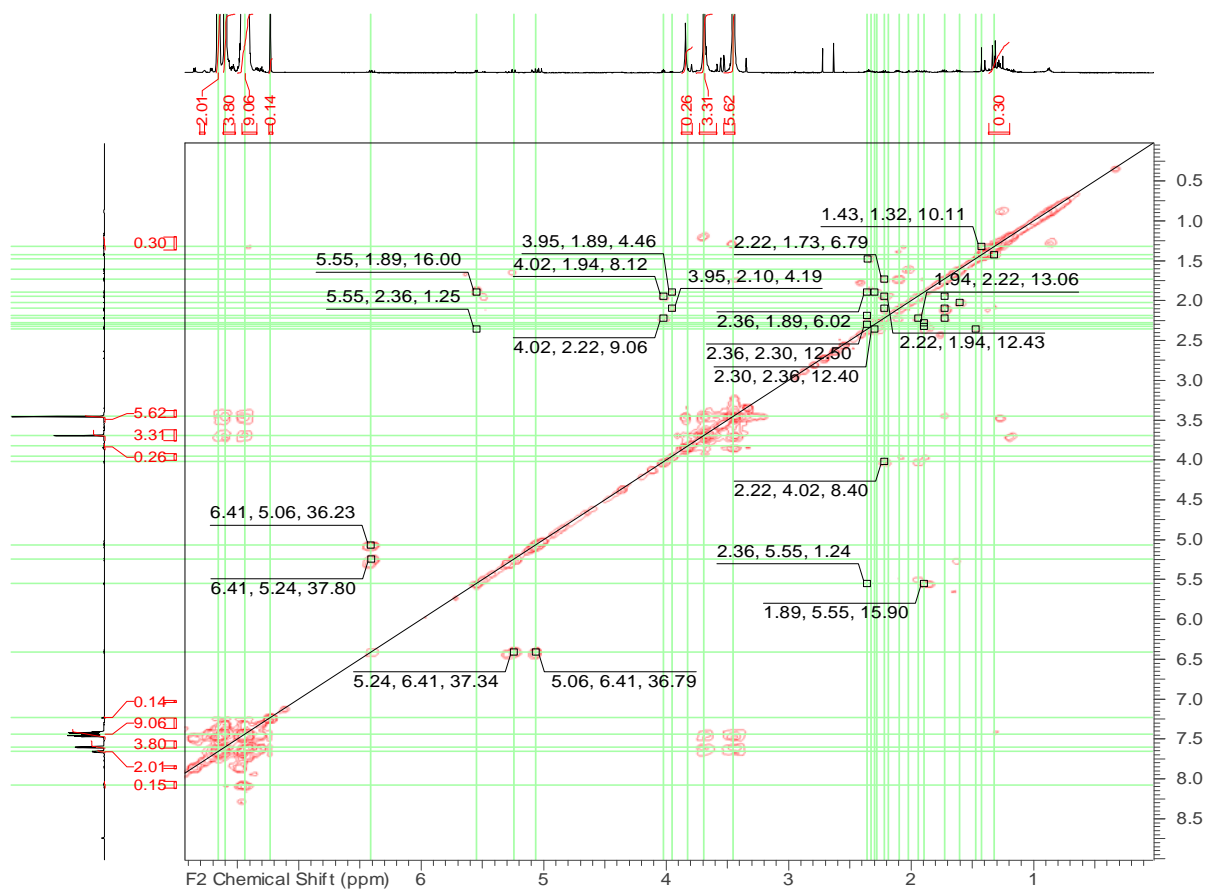 2.01
3.80
9.06
0.14
0.26
3.31
5.62
0.30
0.5
1.0
1.5
2.0
2.5
3.0
3.5
4.0
4.5
5.0
5.5
6.0
6.5
7.0
7.5
8.0
8.5
0.30
5.62
3.31
0.26
0.14
9.06
3.80
2.01
0.15
1.43, 1.32, 10.11
3.95, 1.89, 4.46
2.22, 1.73, 6.79
5.55, 1.89, 16.00
4.02, 1.94, 8.12
3.95, 2.10, 4.19
1.94, 2.22, 13.06
5.55, 2.36, 1.25
2.36, 1.89, 6.02
4.02, 2.22, 9.06
2.36, 2.30, 12.50
2.22, 1.94, 12.43
2.30, 2.36, 12.40
2.22, 4.02, 8.40
6.41, 5.06, 36.23
2.36, 5.55, 1.24
6.41, 5.24, 37.80
1.89, 5.55, 15.90
5.24, 6.41, 37.34
5.06, 6.41, 36.79
F2 Chemical Shift (ppm)
6
5
4
3
2
1